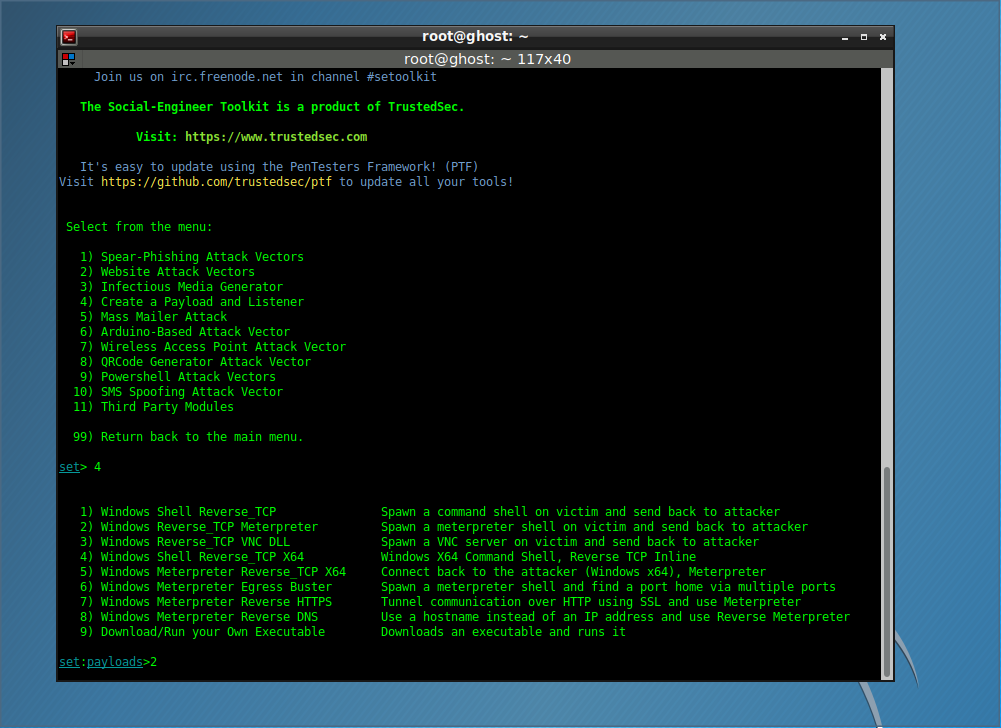 root@ghost: ~
root@ghost: ~ 117x40
Join us on irc.freenode.net in channel #setoolkit
The Social-Engineer Toolkit is a product of TrustedSec.
Visit: https://www.trustedsec.com
It's easy to update using the PenTesters Framework! (PTF)
Visit https://github.com/trustedsec/ptf to update all your tools!
Select from the menu:
1) Spear-Phishing Attack Vectors
2) Website Attack Vectors
3) Infectious Media Generator
4) Create a Payload and Listener
5) Mass Mailer Attack
6) Arduino-Based Attack Vector
7) Wireless Access Point Attack Vector
8) QRCode Generator Attack Vector
9) Powershell Attack Vectors
10) SMS Spoofing Attack Vector
11) Third Party Modules
99) Return back to the main menu.
set> 4
1) Windows Shell Reverse_TCP Spawn a command shell on victim and send back to attacker
2) Windows Reverse_TCP Meterpreter Spawn a meterpreter shell on victim and send back to attacker
3) Windows Reverse_TCP VNC DLL Spawn a VNC server on victim and send back to attacker
4) Windows Shell Reverse_TCP X64 Windows X64 Command Shell, Reverse TCP Inline
5) Windows Meterpreter Reverse_TCP X64 Connect back to the attacker (Windows x64), Meterpreter
6) Windows Meterpreter Egress Buster Spawn a meterpreter shell and find a port home via multiple ports
7) Windows Meterpreter Reverse HTTPS Tunnel communication over HTTP using SSL and use Meterpreter
8) Windows Meterpreter Reverse DNS Use a hostname instead of an IP address and use Reverse Meterpreter
9) Download/Run your Own Executable Downloads an executable and runs it
set:payloads>2